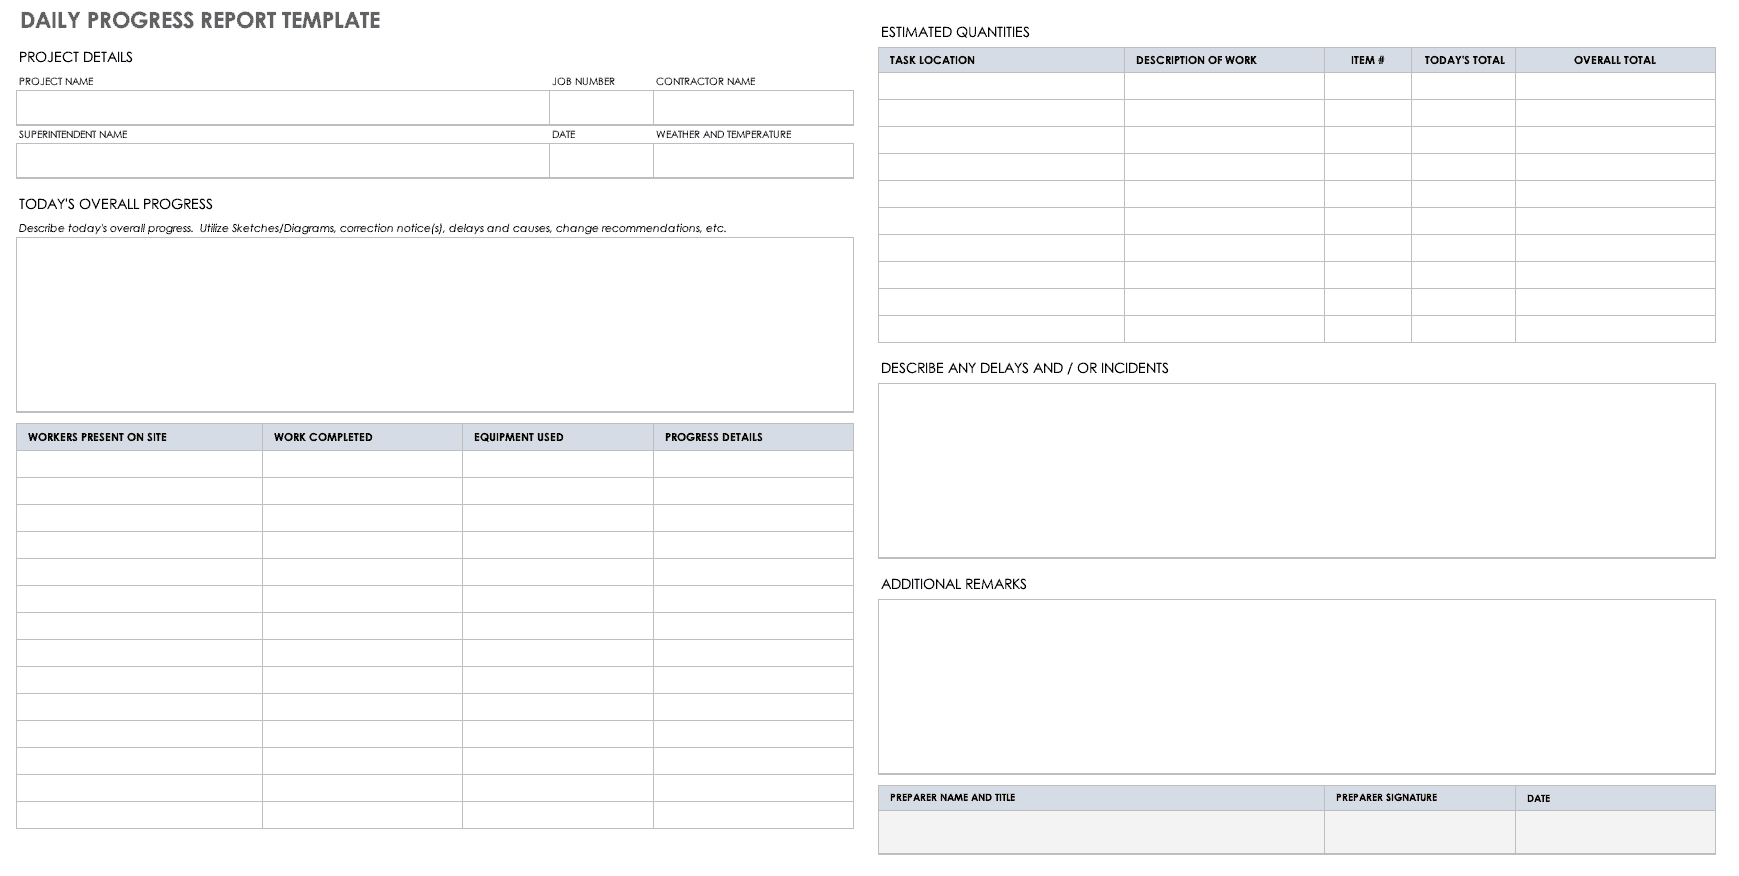 DAILY PROGRESS REPORT TEMPLATE
PROJECT DETAILS
PROJECT NAME JOB NUMBER CONTRACTOR NAME
SUPERINTENDENT NAME DATE WEATHER AND TEMPERATURE
TODAY'S OVERALL PROGRESS
Describe today's overall progress. Utilize Sketches/Diagrams, correction notice(s), delays and causes, change recommendations, etc.
WORKERS PRESENT ON SITE WORK COMPLETED EQUIPMENT USED PROGRESS DETAILS
ESTIMATED QUANTITIES
TASK LOCATION DESCRIPTION OF WORK ITEM # TODAY'S TOTAL OVERALL TOTAL
DESCRIBE ANY DELAYS AND / OR INCIDENTS
ADDITIONAL REMARKS
PREPARER NAME AND TITLE PREPARER SIGNATURE DATE